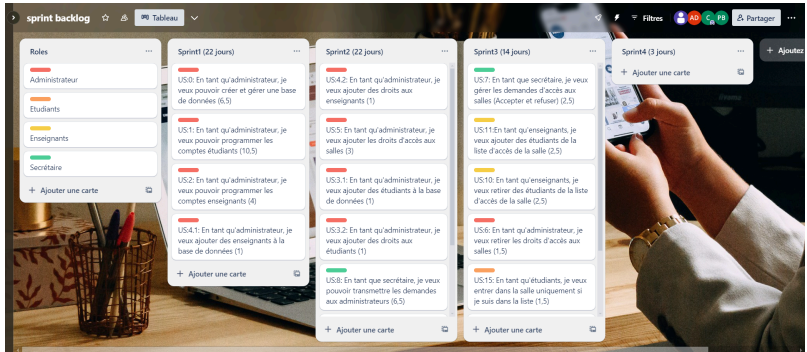 sprint backlog
Tableau
Filtres
AD
C
PB
Partager
Roles
Administrateur
Etudiants
Enseignants
Secrétaire
+ Ajouter une carte
Sprint1 (22 jours)
US:0: En tant qu'administrateur, je
veux pouvoir créer et gérer une base
de données (6,5)
US:1: En tant qu'administrateur, je
veux pouvoir programmer les
comptes étudiants (10,5)
US:2: En tant qu'administrateur, je
veux pouvoir programmer les
comptes enseignants (4)
US:4.1: En tant qu'administrateur, je
veux ajouter des enseignants à la
base de données (1)
+ Ajouter une carte
Sprint2 (22 jours)
US:4.2: En tant qu'administrateur, je
veux ajouter des droits aux
enseignants (1)
US:5: En tant qu'administrateur, je
veux ajouter les droits d'accés aux
salles (3)
US:3.1: En tant qu'administrateur, je
veux ajouter des étudiants à la base
de données (1)
US:3.2: En tant qu'administrateur, je
veux ajouter des droits aux
étudiants (1)
US:8: En tant que secrétaire, je veux
pouvoir transmettre les demandes
aux administrateurs (6,5)
+ Ajouter une carte
Sprint3 (14 jours)
US:7: En tant que secrétaire, je veux
gérer les demandes d'accés aux
salles (Accepter et refuser) (2,5)
US:11:En tant qu'enseignants, je
veux ajouter des étudiants de la
liste d'accès de la salle (2,5)
US:10: En tant qu'enseignants, je
veux retirer des étudiants de la liste
d'accès de la salle (2,5)
US:6: En tant qu'administrateur, je
veux retirer les droits d'accès aux
salles (1,5)
US:15: En tant qu'étudiants, je veux
entrer dans la salle uniquement si
je suis dans la liste (1,5)
+ Ajouter une carte
Sprint4 (3 jours)
+ Ajouter une carte
+ Ajoutez